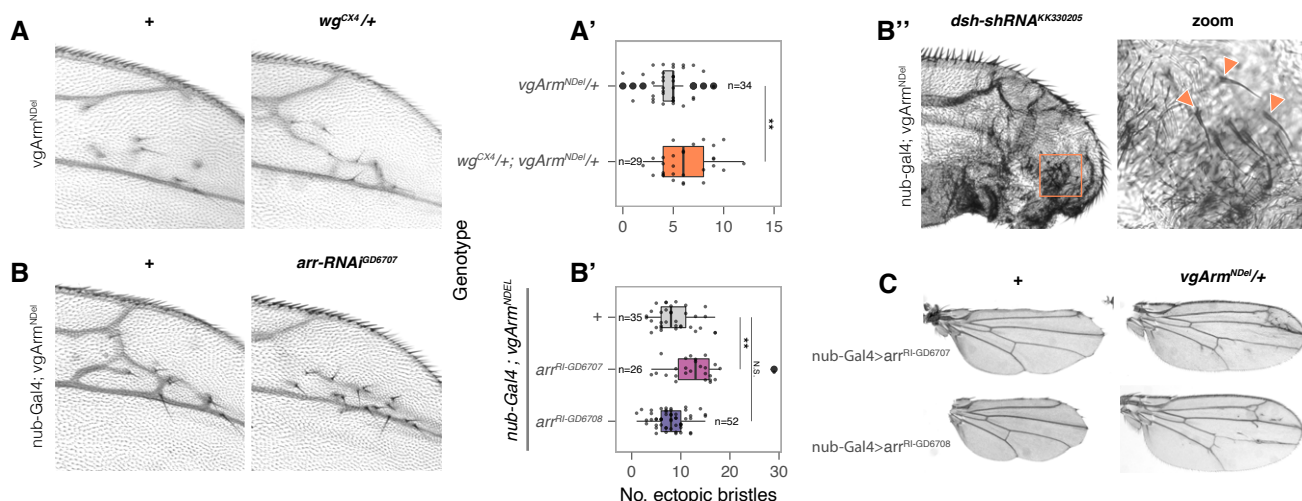 A
+
wg^CX4/+
vgArm^NDel
A'
vgArm^NDel/+
n=34
wg^CX4/+; vgArm^NDel/+
n=29
**
0 5 10 15
B''
dsh-shRNA^KK330205
zoom
nub-gal4; vgArm^NDel
B
+
arr-RNAi^GD6707
nub-Gal4; vgArm^NDel
Genotype
B'
nub-Gal4 ; vgArm^NDEL
+
n=35
arr^RI-GD6707
n=26
arr^RI-GD6708
n=52
**
N.S
0 10 20 30
No. ectopic bristles
C
+
vgArm^NDel/+
nub-Gal4>arr^RI-GD6707
nub-Gal4>arr^RI-GD6708